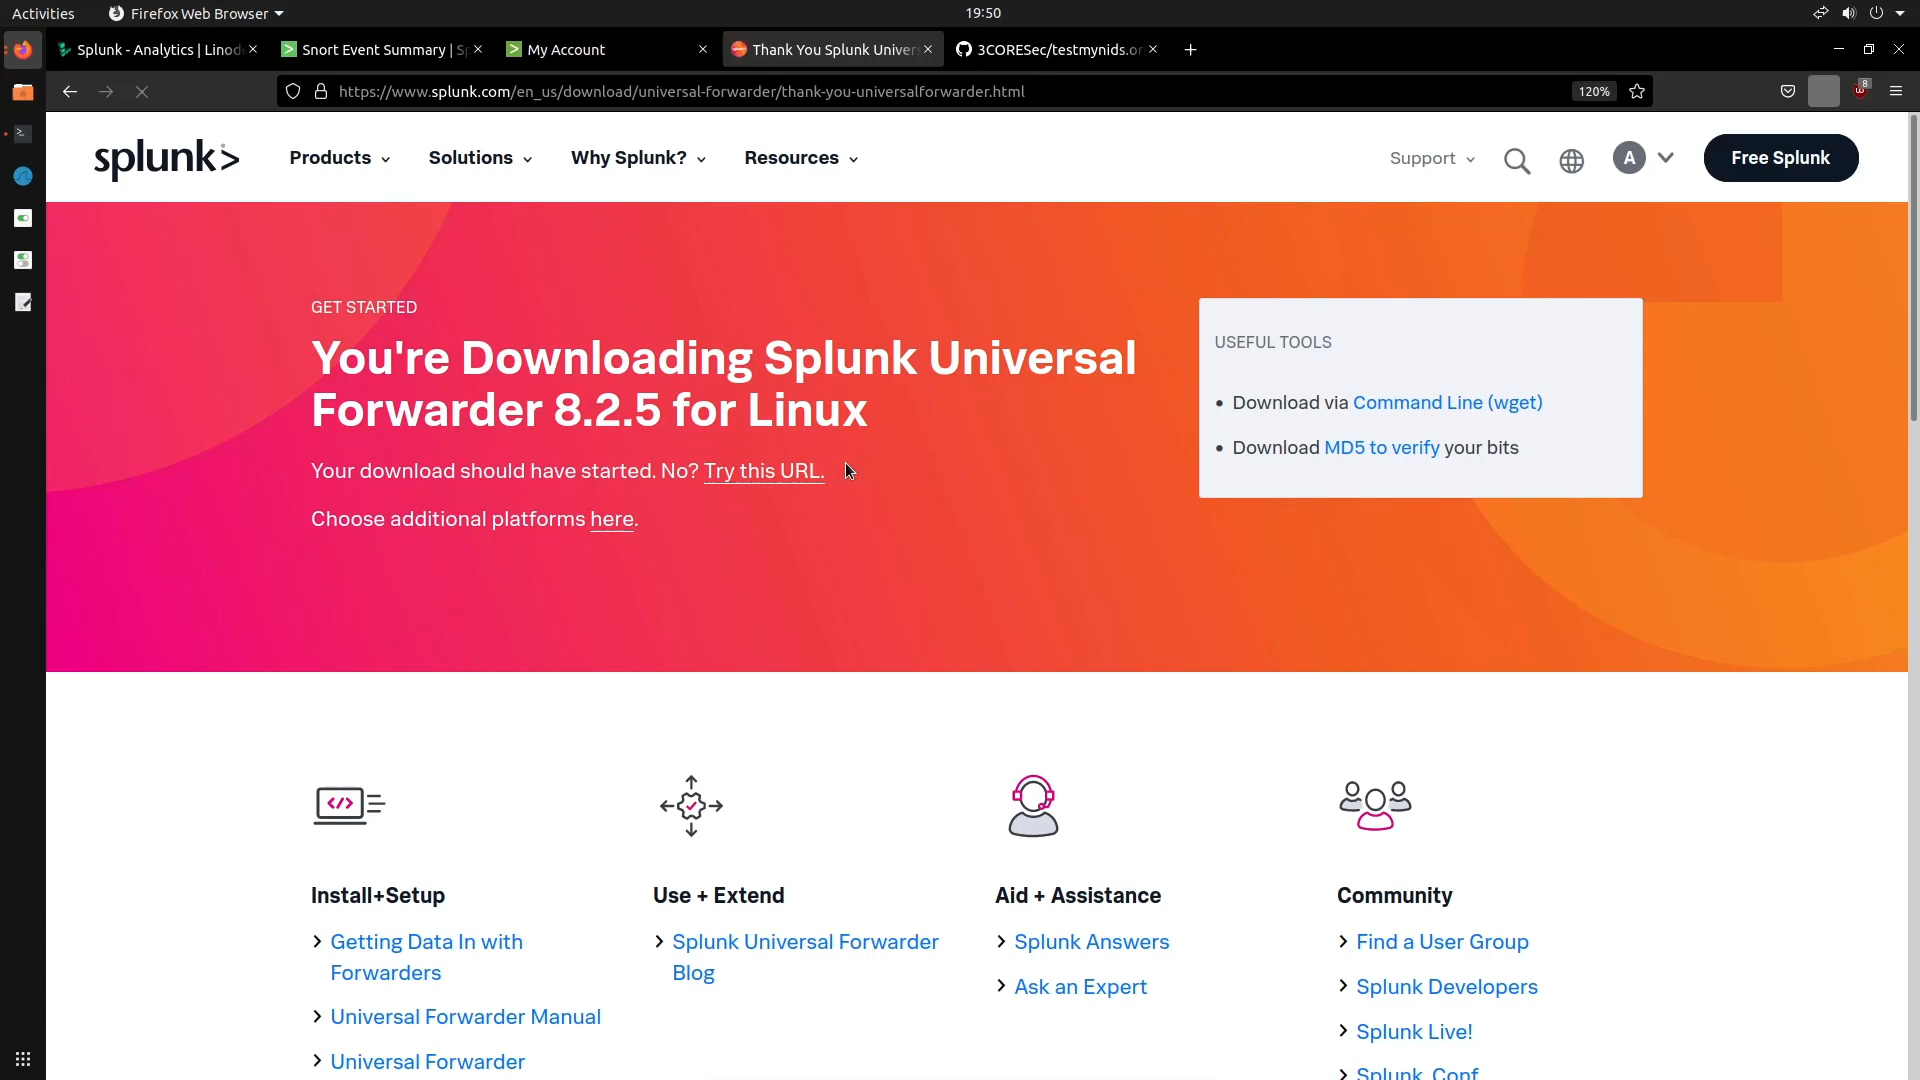 Activities
Firefox Web Browser
19:50
Splunk - Analytics | Linod
Snort Event Summary | Sp
My Account
Thank You Splunk Univers
3CORESec/testmynids.or
https://www.splunk.com/en_us/download/universal-forwarder/thank-you-universalforwarder.html
120%
8
splunk>
Products
Solutions
Why Splunk?
Resources
Support
A
Free Splunk
GET STARTED
You're Downloading Splunk Universal
Forwarder 8.2.5 for Linux
Your download should have started. No? Try this URL.
Choose additional platforms here.
USEFUL TOOLS
• Download via Command Line (wget)
• Download MD5 to verify your bits
Install+Setup
Getting Data In with
Forwarders
Universal Forwarder Manual
Universal Forwarder
Use + Extend
Splunk Universal Forwarder
Blog
Aid + Assistance
Splunk Answers
Ask an Expert
Community
Find a User Group
Splunk Developers
Splunk Live!
Splunk .Conf